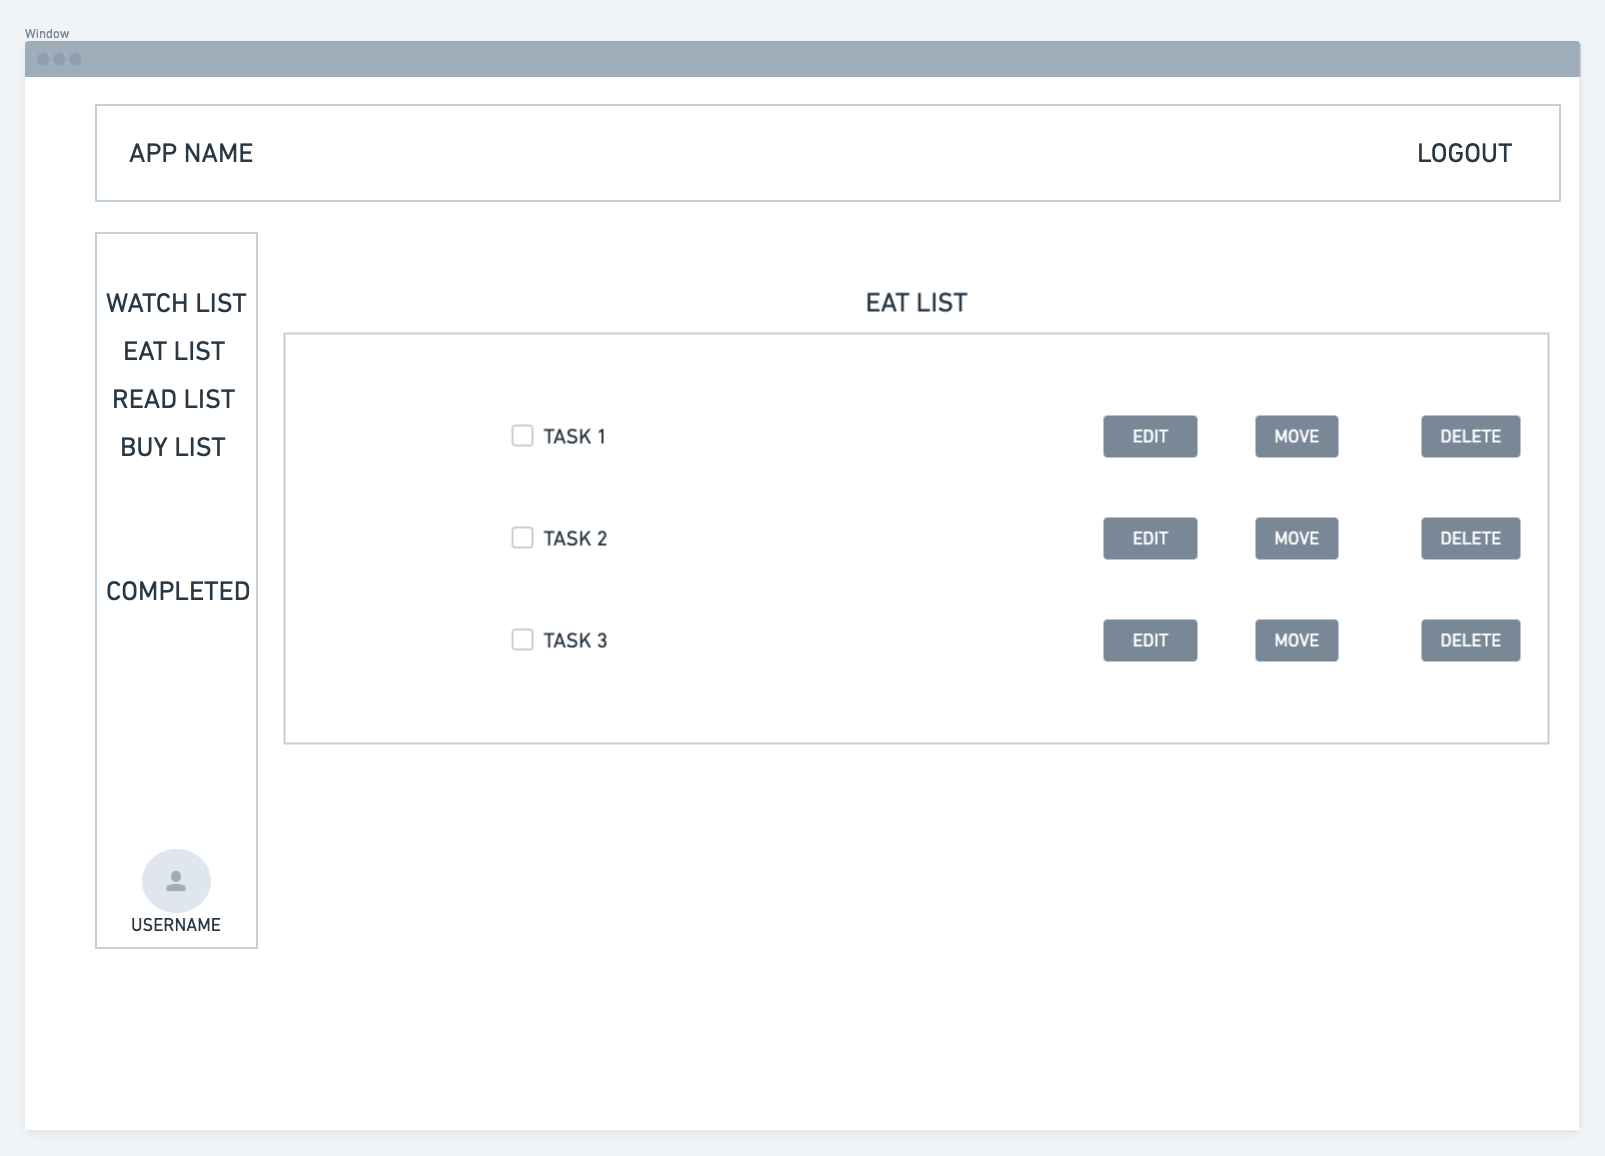 Window
APP NAME
LOGOUT
WATCH LIST
EAT LIST
READ LIST
BUY LIST
COMPLETED
USERNAME
EAT LIST
TASK 1 EDIT MOVE DELETE
TASK 2 EDIT MOVE DELETE
TASK 3 EDIT MOVE DELETE